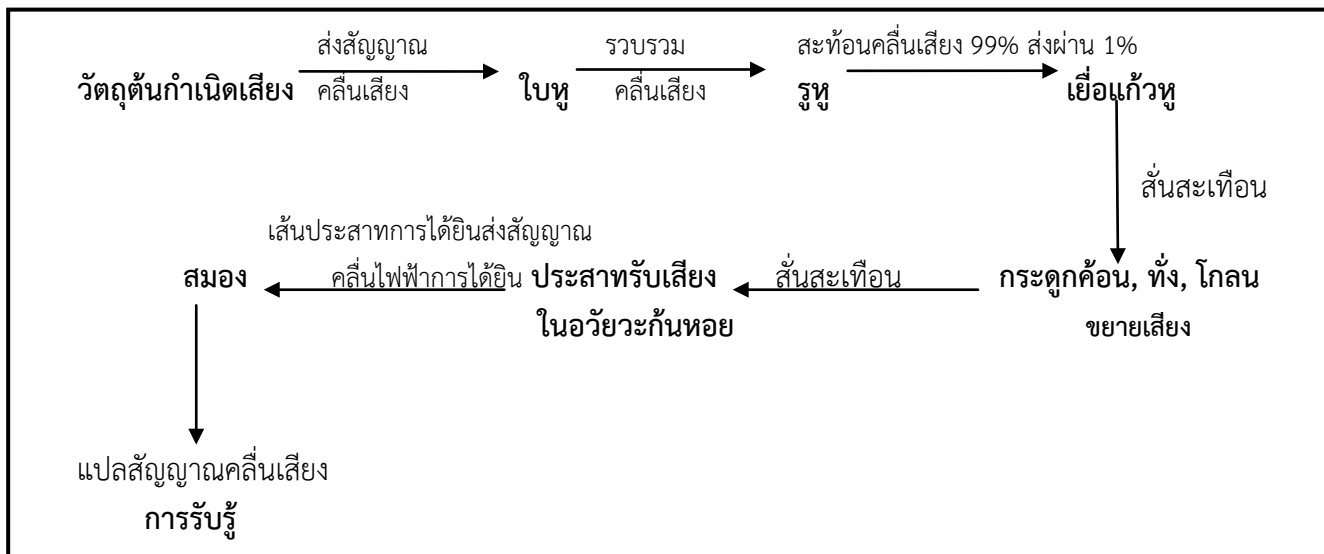 ส่งสัญญาณ
รวบรวม
สะท้อนคลื่นเสียง 99% ส่งผ่าน 1%
วัตถุต้นกำเนิดเสียง
คลื่นเสียง
ใบหู
คลื่นเสียง
รูหู
เยื่อแก้วหู
สั่นสะเทือน
เส้นประสาทการได้ยินส่งสัญญาณ
สมอง
คลื่นไฟฟ้าการได้ยิน
ประสาทรับเสียง
สั่นสะเทือน
กระดูกค้อน, ทั่ง, โกลน
ในอวัยวะก้นหอย
ขยายเสียง
แปลสัญญาณคลื่นเสียง
การรับรู้